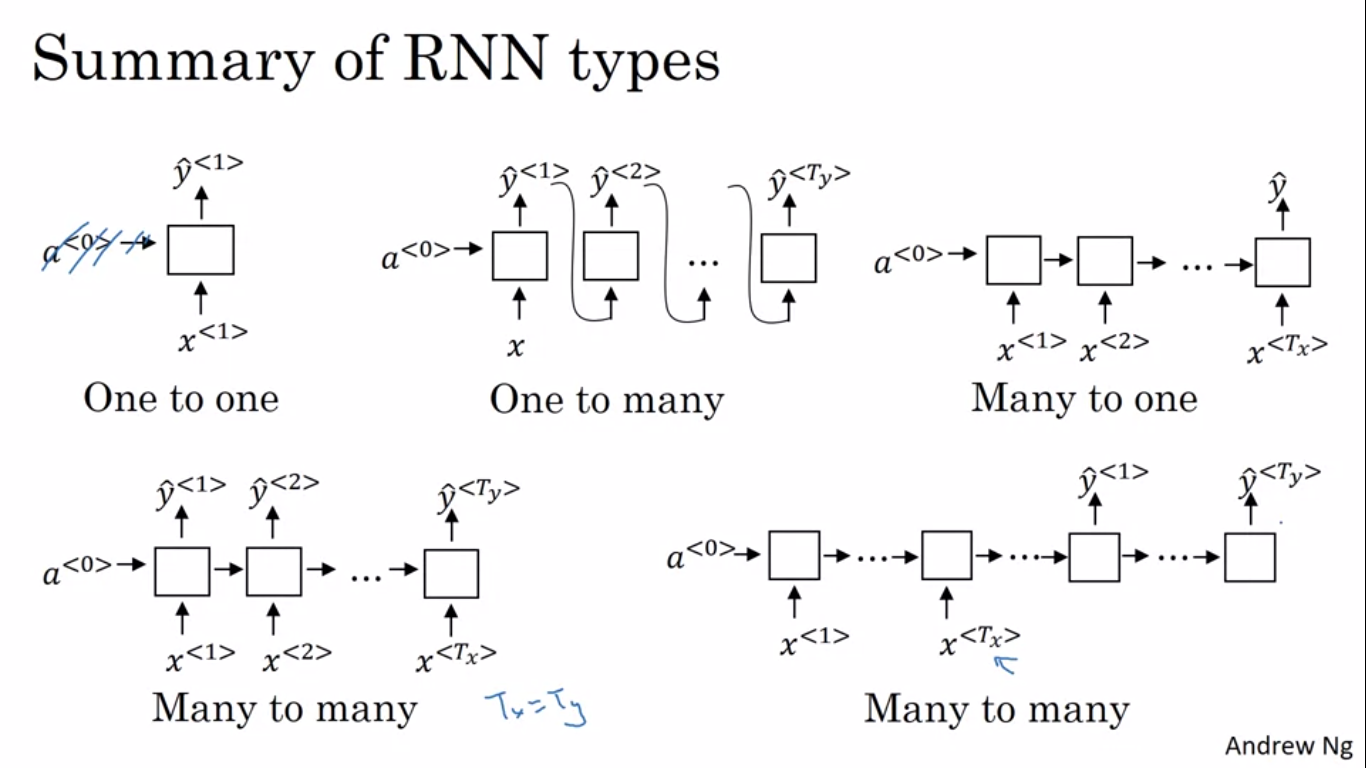 Summary of RNN types
ŷ<1>
a<0>
x<1>
One to one
ŷ<1> ŷ<2> ŷ<Ty>
a<0> ...
x
One to many
ŷ
a<0> ...
x<1> x<2> x<Tx>
Many to one
ŷ<1> ŷ<2> ŷ<Ty>
a<0> ...
x<1> x<2> x<Tx>
Many to many Tx=Ty
ŷ<1> ŷ<Ty>
a<0> ... ... ...
x<1> x<Tx>
Many to many
Andrew Ng